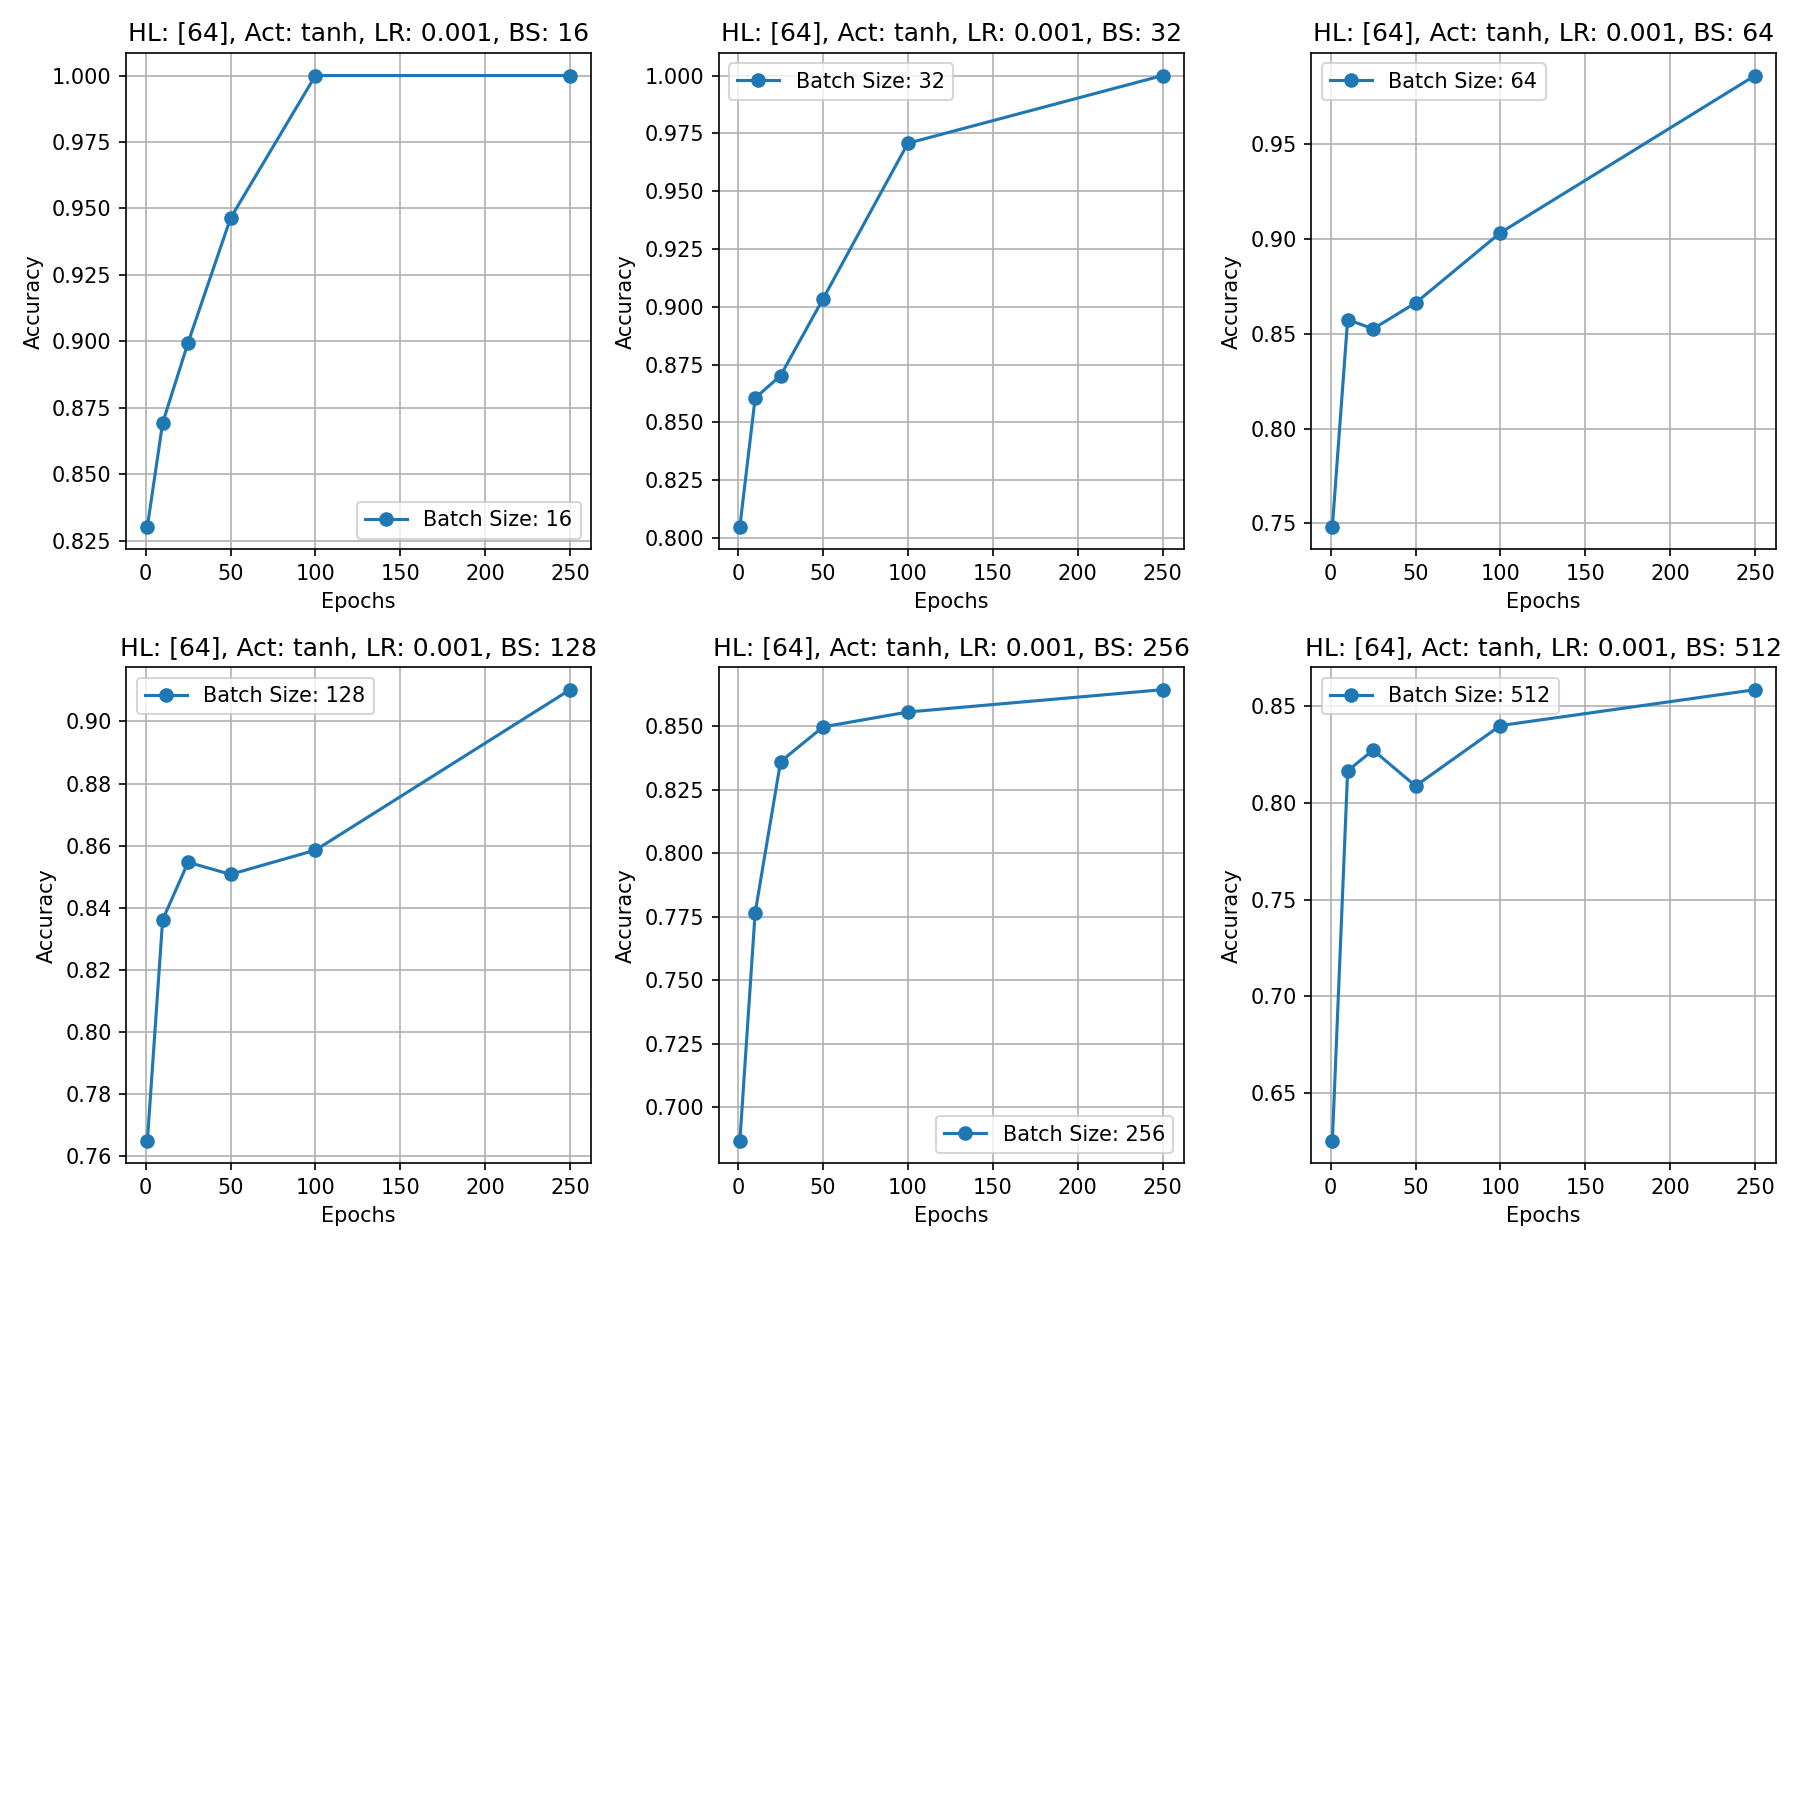 HL: [64], Act: tanh, LR: 0.001, BS: 16
1.000
0.975
0.950
0.925
0.900
0.875
0.850
0.825
Accuracy
Batch Size: 16
0 50 100 150 200 250
Epochs
HL: [64], Act: tanh, LR: 0.001, BS: 32
1.000
0.975
0.950
0.925
0.900
0.875
0.850
0.825
0.800
Accuracy
Batch Size: 32
0 50 100 150 200 250
Epochs
HL: [64], Act: tanh, LR: 0.001, BS: 64
0.95
0.90
0.85
0.80
0.75
Accuracy
Batch Size: 64
0 50 100 150 200 250
Epochs
HL: [64], Act: tanh, LR: 0.001, BS: 128
0.90
0.88
0.86
0.84
0.82
0.80
0.78
0.76
Accuracy
Batch Size: 128
0 50 100 150 200 250
Epochs
HL: [64], Act: tanh, LR: 0.001, BS: 256
0.850
0.825
0.800
0.775
0.750
0.725
0.700
Accuracy
Batch Size: 256
0 50 100 150 200 250
Epochs
HL: [64], Act: tanh, LR: 0.001, BS: 512
0.85
0.80
0.75
0.70
0.65
Accuracy
Batch Size: 512
0 50 100 150 200 250
Epochs